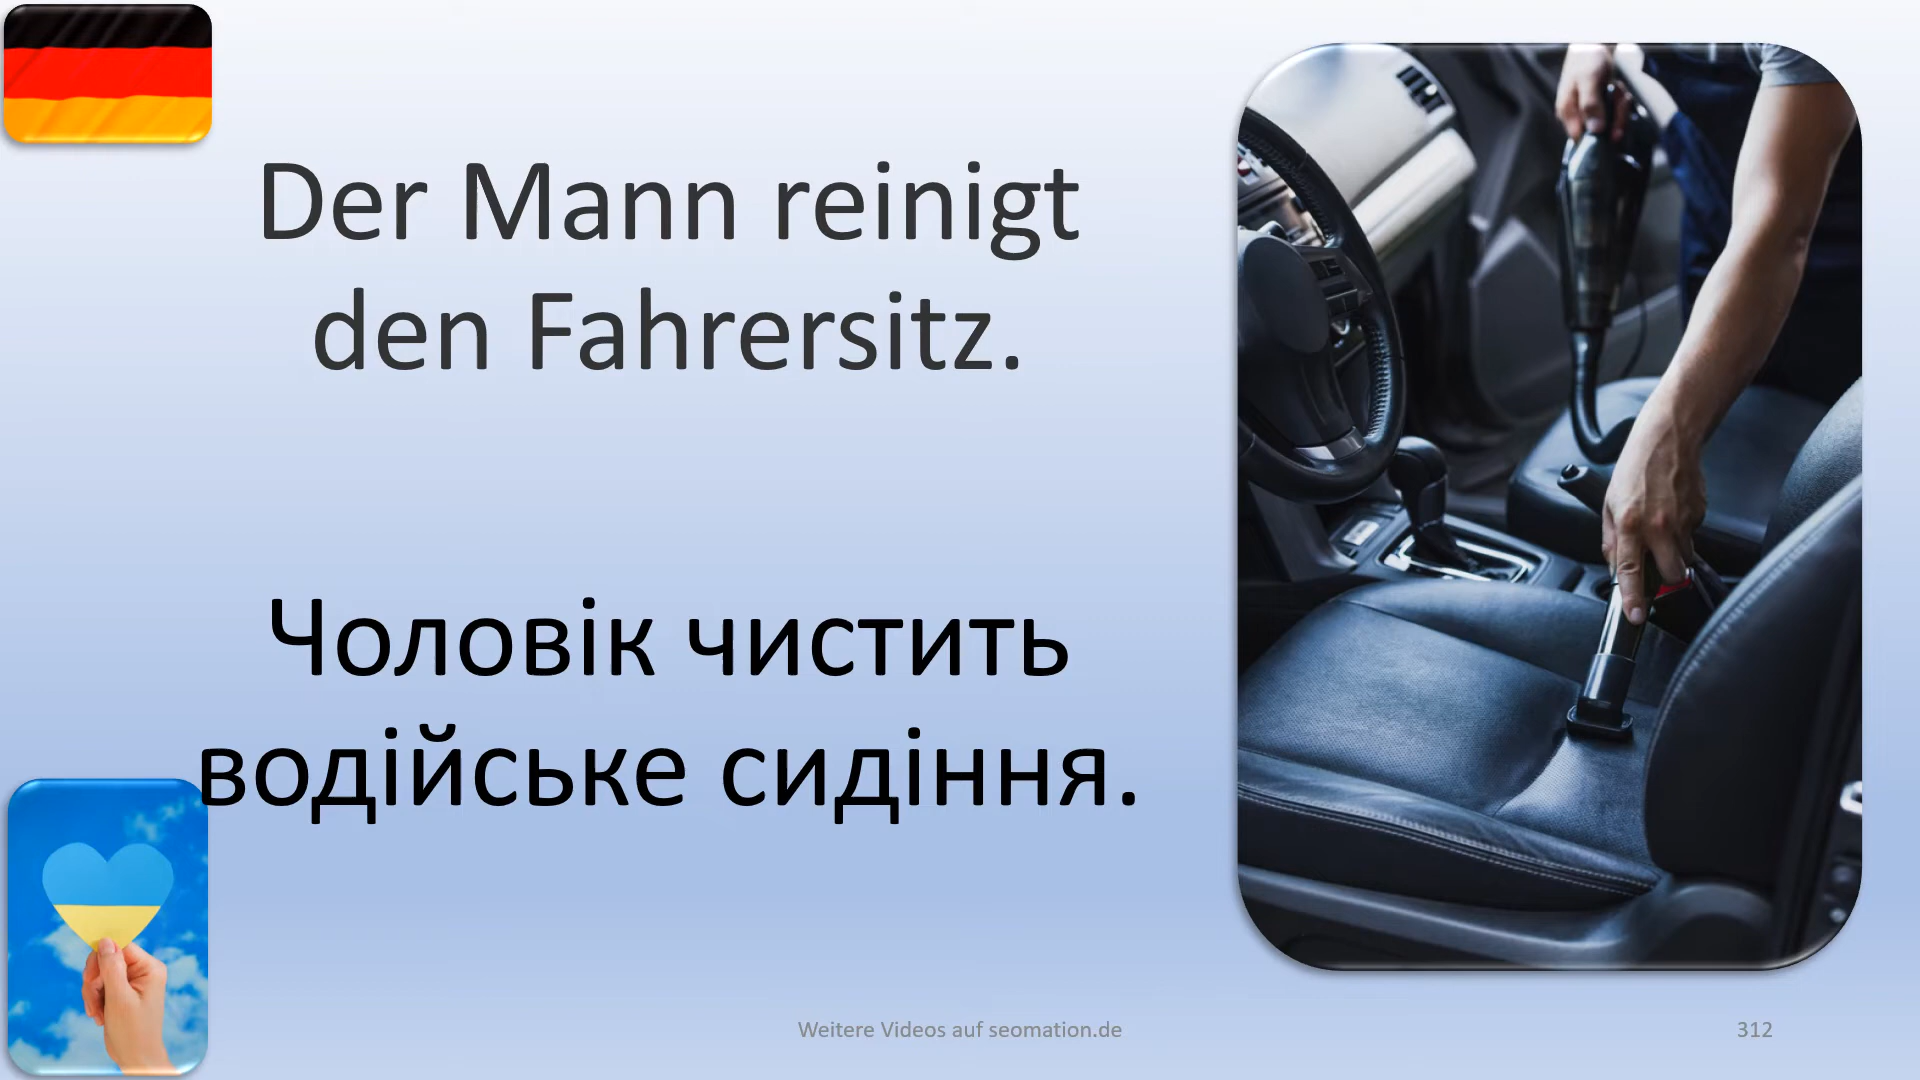 Der Mann reinigt
den Fahrersitz.
Чоловік чистить
водійське сидіння.
Weitere Videos auf seomation.de
312